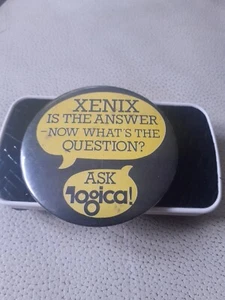 XENIX
IS THE ANSWER
-NOW WHAT'S THE
QUESTION?
ASK
logica!